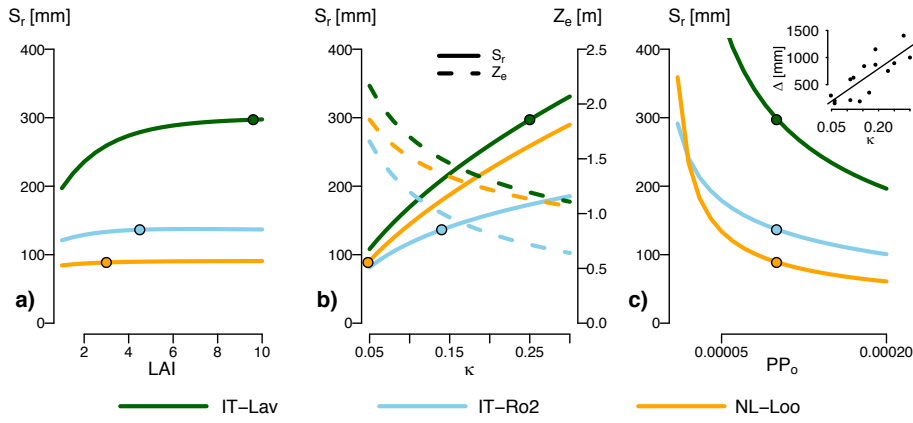 Sr [mm]
400
300
200
100
0
a)
2 4 6 8 10
LAI
Sr [mm] Ze [m]
400
300
200
100
0
Sr
Ze
2.5
2.0
1.5
1.0
0.5
0.0
b)
0.05 0.15 0.25
κ
Sr [mm]
400
300
200
100
0
c)
0.00005 0.00020
PPo
Δ [mm]
1500
500
0.05 0.20
κ
IT−Lav IT−Ro2 NL−Loo